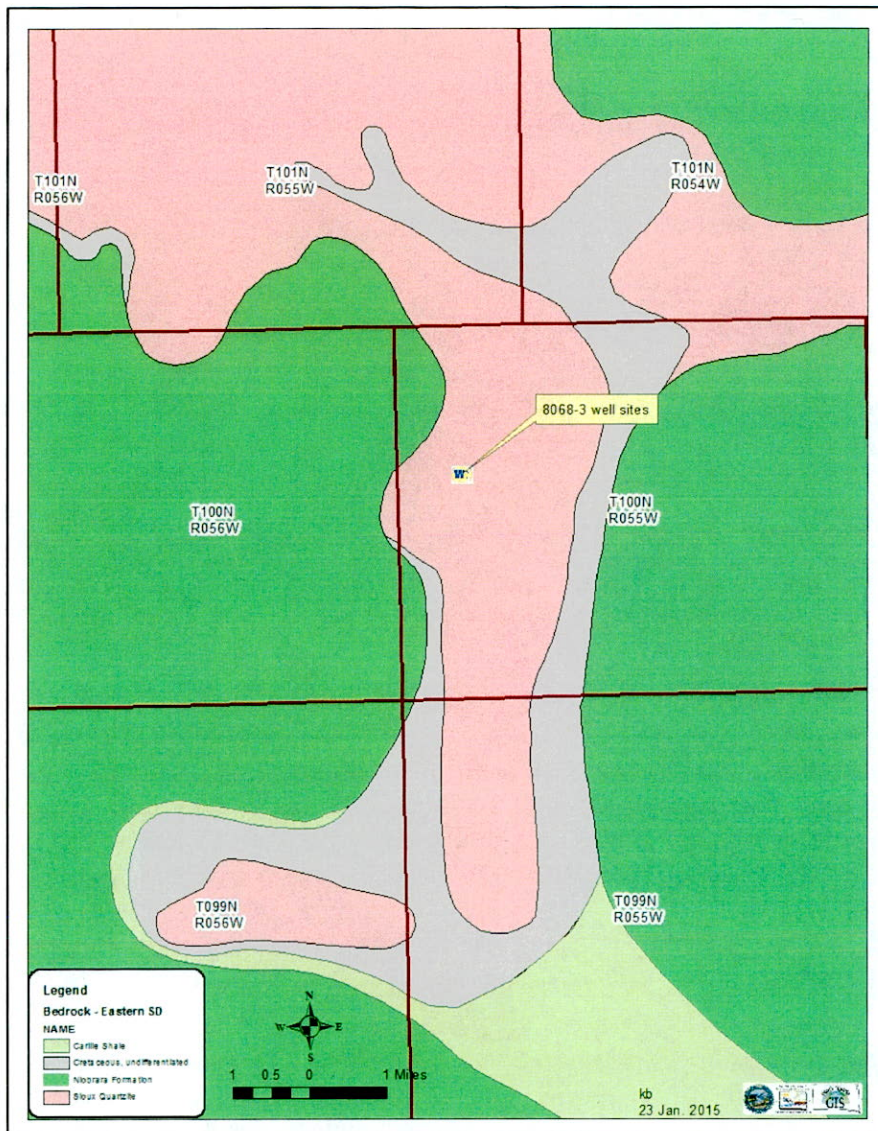 T101N
R056W
T101N
R055W
T101N
R054W
8068-3 well sites
T100N
R056W
T100N
R055W
T099N
R056W
T099N
R055W
Legend
Bedrock - Eastern SD
NAME
Carlile Shale
Cretaceous, undifferentiated
Niobrara Formation
Sioux Quartzite
N
W
E
S
1 0.5 0 1 Miles
kb
23 Jan. 2015
GIS
W